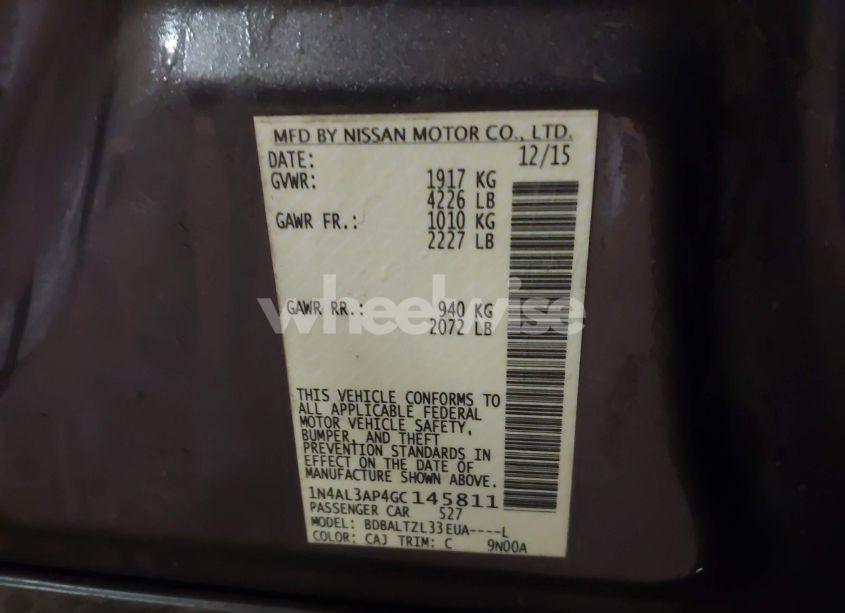 MFD BY NISSAN MOTOR CO., LTD.
DATE: 12/15
GVWR: 1917 KG
4226 LB
GAWR FR.: 1010 KG
2227 LB
GAWR RR.: 940 KG
2072 LB
wheelwise
THIS VEHICLE CONFORMS TO
ALL APPLICABLE FEDERAL
MOTOR VEHICLE SAFETY,
BUMPER, AND THEFT
PREVENTION STANDARDS IN
EFFECT ON THE DATE OF
MANUFACTURE SHOWN ABOVE.
1N4AL3AP4GC145811
PASSENGER CAR 527
MODEL: BDBALTZL33EUA----L
COLOR: CAJ TRIM: C 9N00A